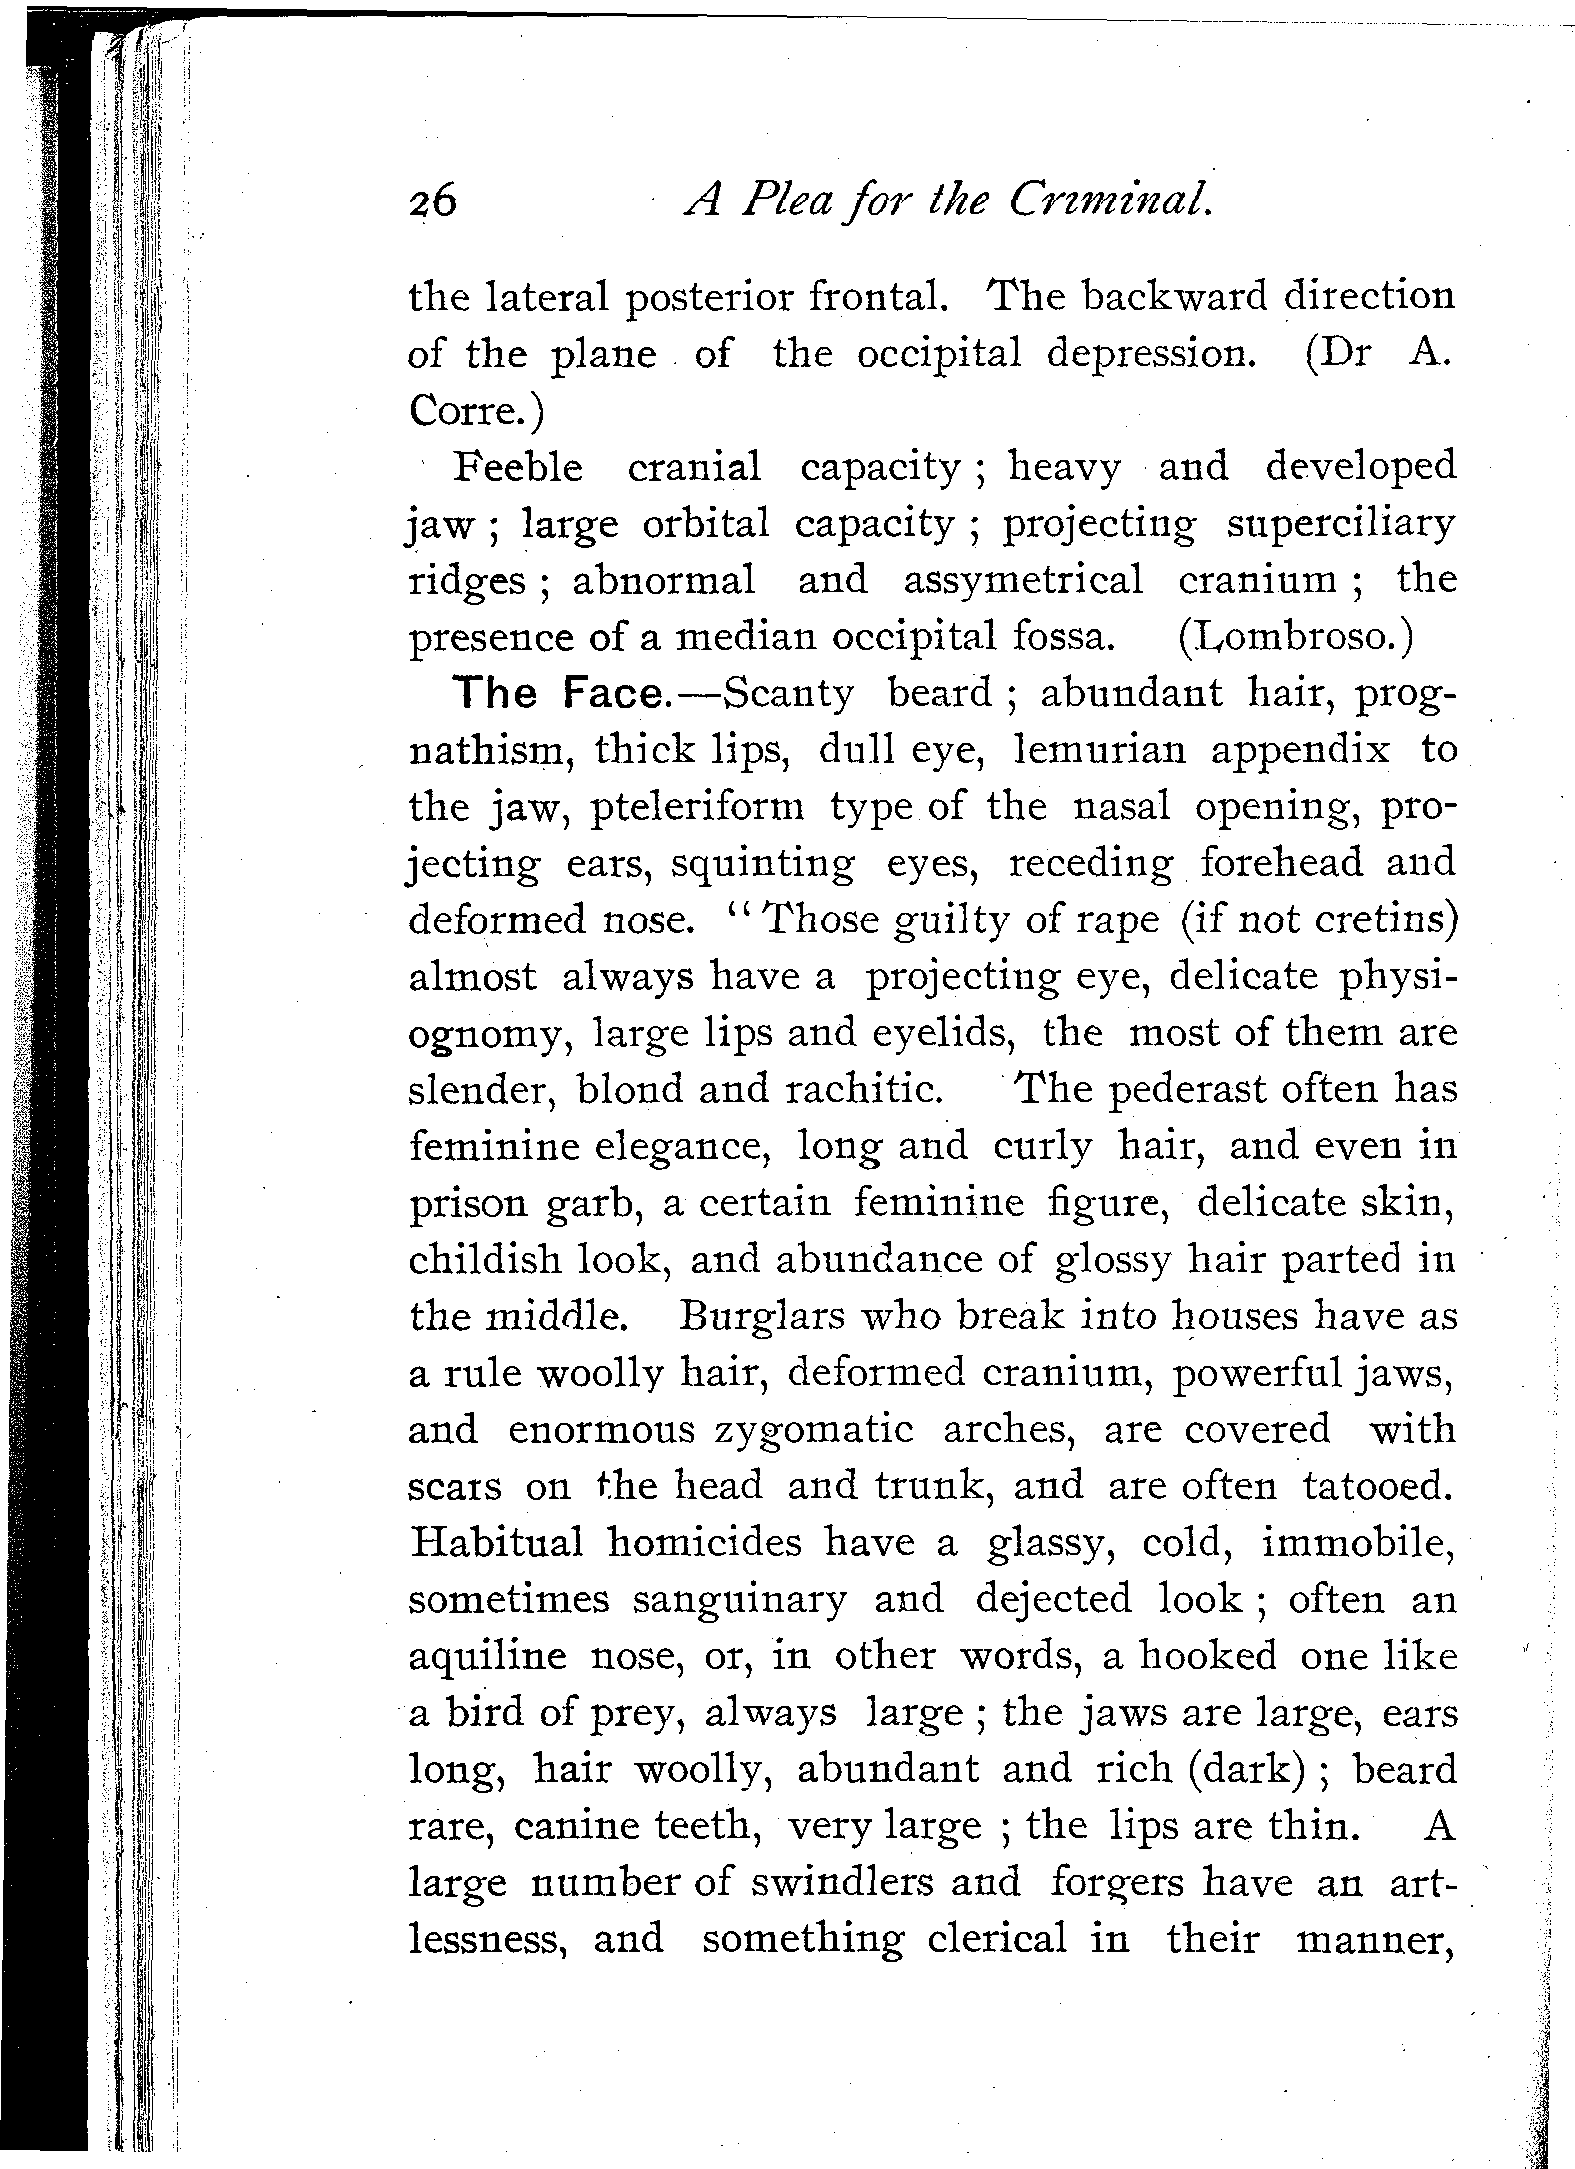 26 A Plea for the Criminal.
the lateral posterior frontal. The backward direction
of the plane of the occipital depression. (Dr A.
Corre.)
Feeble cranial capacity ; heavy and developed
jaw ; large orbital capacity ; projecting superciliary
ridges ; abnormal and assymetrical cranium ; the
presence of a median occipital fossa. (Lombroso.)
The Face.—Scanty beard ; abundant hair, prog-
nathism, thick lips, dull eye, lemurian appendix to
the jaw, pteleriform type of the nasal opening, pro-
jecting ears, squinting eyes, receding forehead and
deformed nose. “Those guilty of rape (if not cretins)
almost always have a projecting eye, delicate physi-
ognomy, large lips and eyelids, the most of them are
slender, blond and rachitic. The pederast often has
feminine elegance, long and curly hair, and even in
prison garb, a certain feminine figure, delicate skin,
childish look, and abundance of glossy hair parted in
the middle. Burglars who break into houses have as
a rule woolly hair, deformed cranium, powerful jaws,
and enormous zygomatic arches, are covered with
scars on the head and trunk, and are often tatooed.
Habitual homicides have a glassy, cold, immobile,
sometimes sanguinary and dejected look ; often an
aquiline nose, or, in other words, a hooked one like
a bird of prey, always large ; the jaws are large, ears
long, hair woolly, abundant and rich (dark) ; beard
rare, canine teeth, very large ; the lips are thin. A
large number of swindlers and forgers have an art-
lessness, and something clerical in their manner,